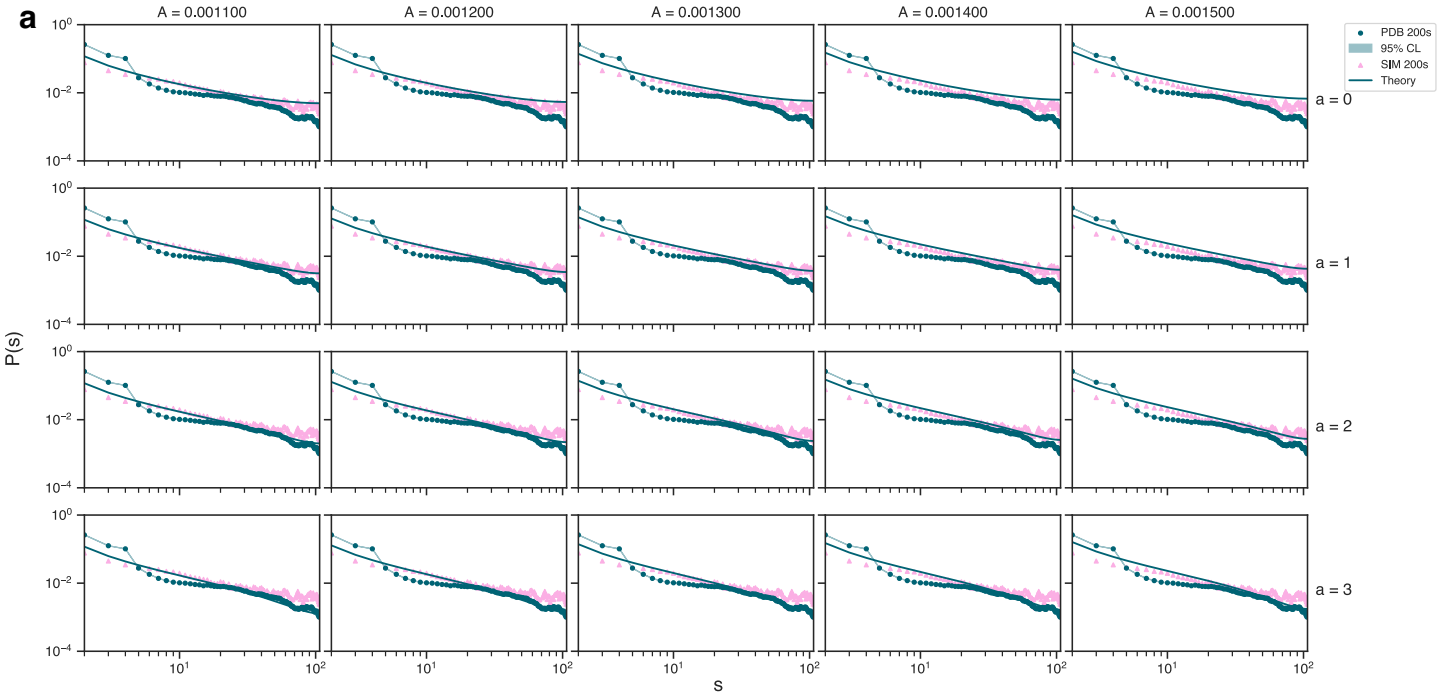 a
A = 0.001100 A = 0.001200 A = 0.001300 A = 0.001400 A = 0.001500
PDB 200s
95% CL
SIM 200s
Theory
10^0
10^−2
10^−4
a = 0
10^0
10^−2
10^−4
a = 1
P(s)
10^0
10^−2
10^−4
a = 2
10^0
10^−2
10^−4
a = 3
10^1 10^2 10^1 10^2 10^1 10^2 10^1 10^2 10^1 10^2
s